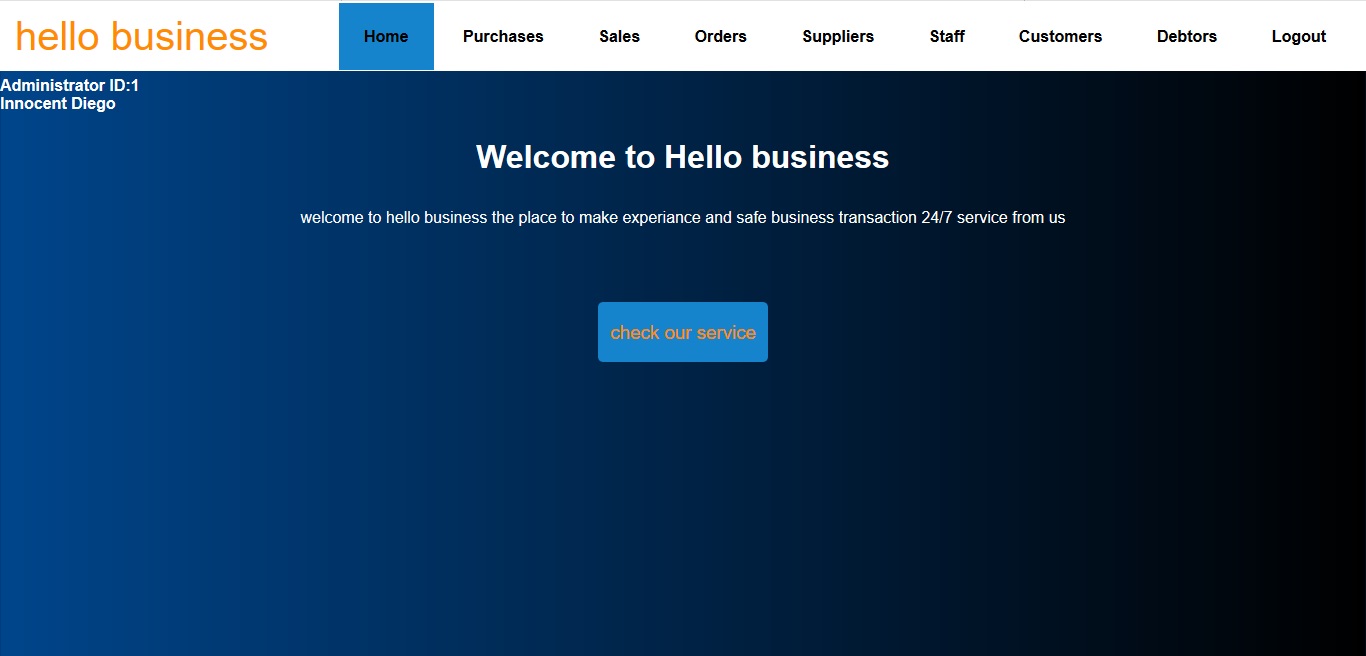 hello business
Home Purchases Sales Orders Suppliers Staff Customers Debtors Logout
Administrator ID:1
Innocent Diego
Welcome to Hello business
welcome to hello business the place to make experiance and safe business transaction 24/7 service from us
check our service